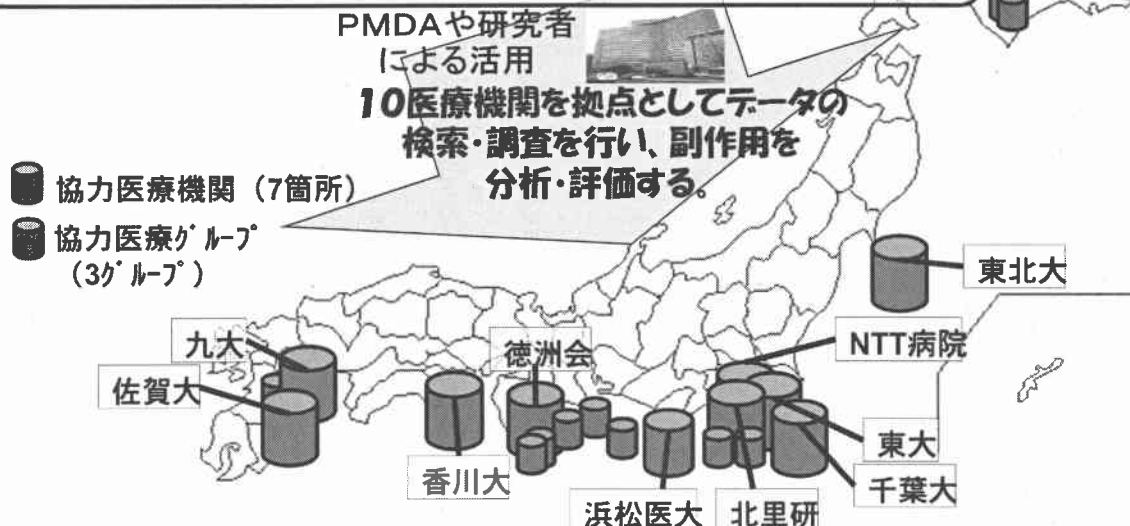 PMDAや研究者
による活用
10医療機関を拠点としてデータの
検索・調査を行い、副作用を
分析・評価する。
協力医療機関（7箇所）
協力医療ｸﾞﾙｰﾌﾟ
（3ｸﾞﾙｰﾌﾟ）
東北大
NTT病院
九大
徳洲会
佐賀大
東大
香川大
千葉大
浜松医大
北里研